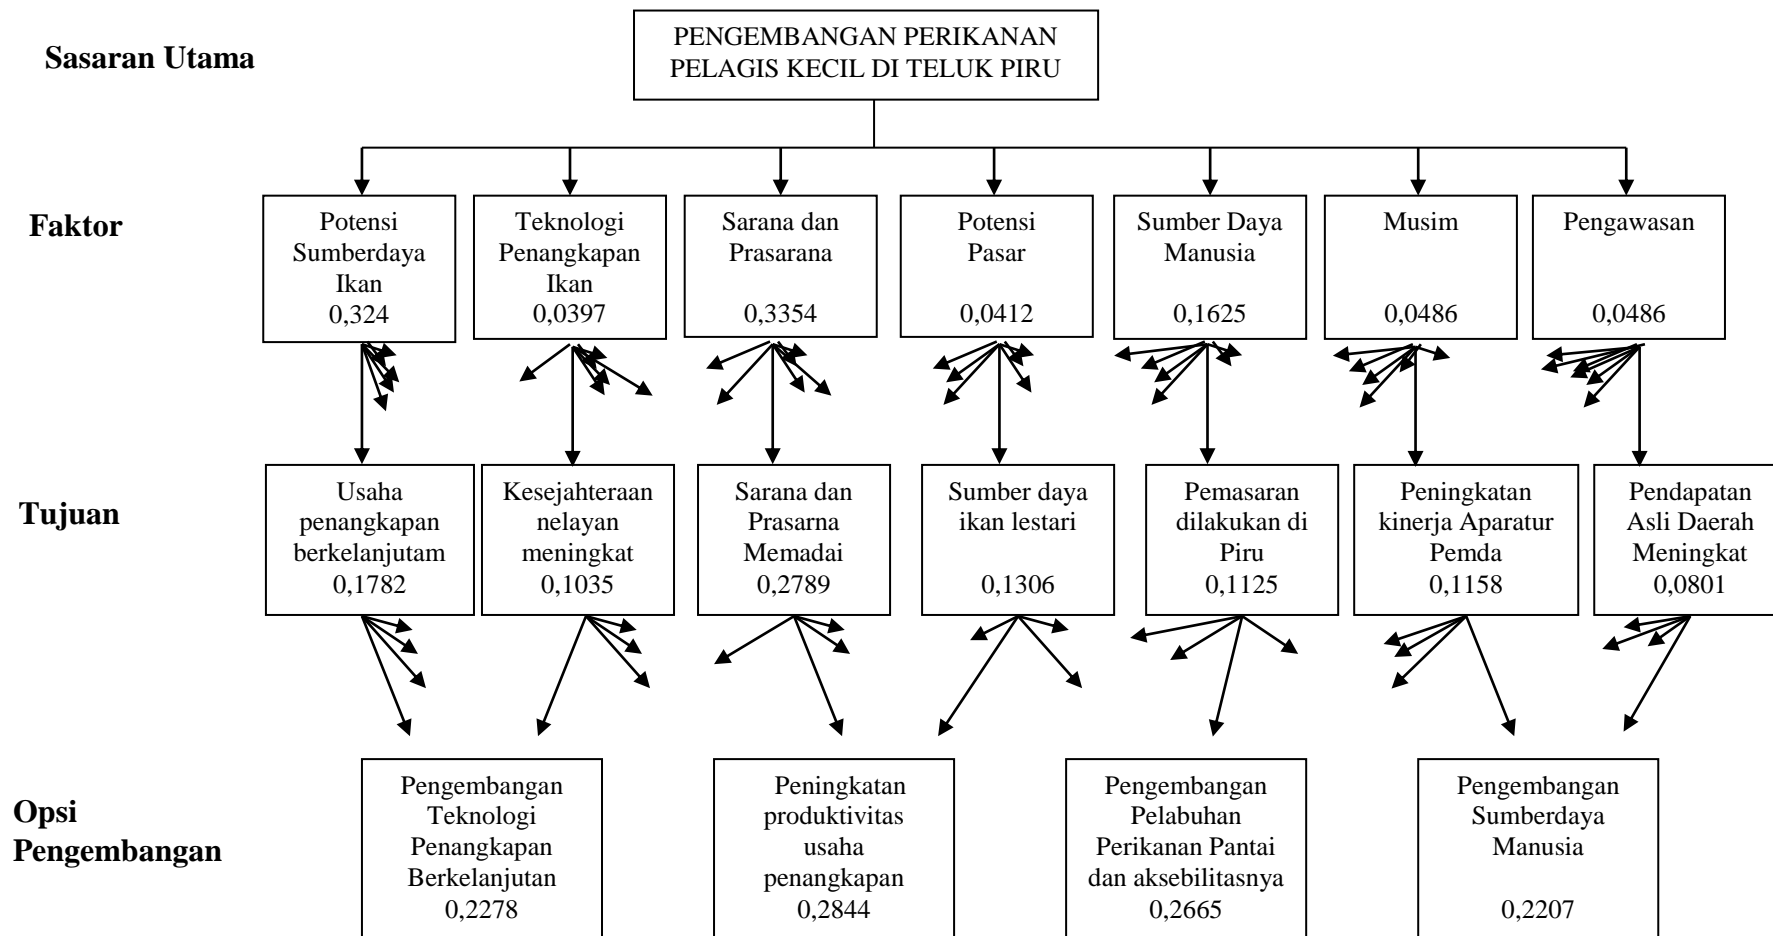 Sasaran Utama
PENGEMBANGAN PERIKANAN
PELAGIS KECIL DI TELUK PIRU
Faktor
Potensi
Sumberdaya
Ikan
0,324
Teknologi
Penangkapan
Ikan
0,0397
Sarana dan
Prasarana
0,3354
Potensi
Pasar
0,0412
Sumber Daya
Manusia
0,1625
Musim
0,0486
Pengawasan
0,0486
Tujuan
Usaha
penangkapan
berkelanjutam
0,1782
Kesejahteraan
nelayan
meningkat
0,1035
Sarana dan
Prasarna
Memadai
0,2789
Sumber daya
ikan lestari
0,1306
Pemasaran
dilakukan di
Piru
0,1125
Peningkatan
kinerja Aparatur
Pemda
0,1158
Pendapatan
Asli Daerah
Meningkat
0,0801
Opsi
Pengembangan
Pengembangan
Teknologi
Penangkapan
Berkelanjutan
0,2278
Peningkatan
produktivitas
usaha
penangkapan
0,2844
Pengembangan
Pelabuhan
Perikanan Pantai
dan aksebilitasnya
0,2665
Pengembangan
Sumberdaya
Manusia
0,2207